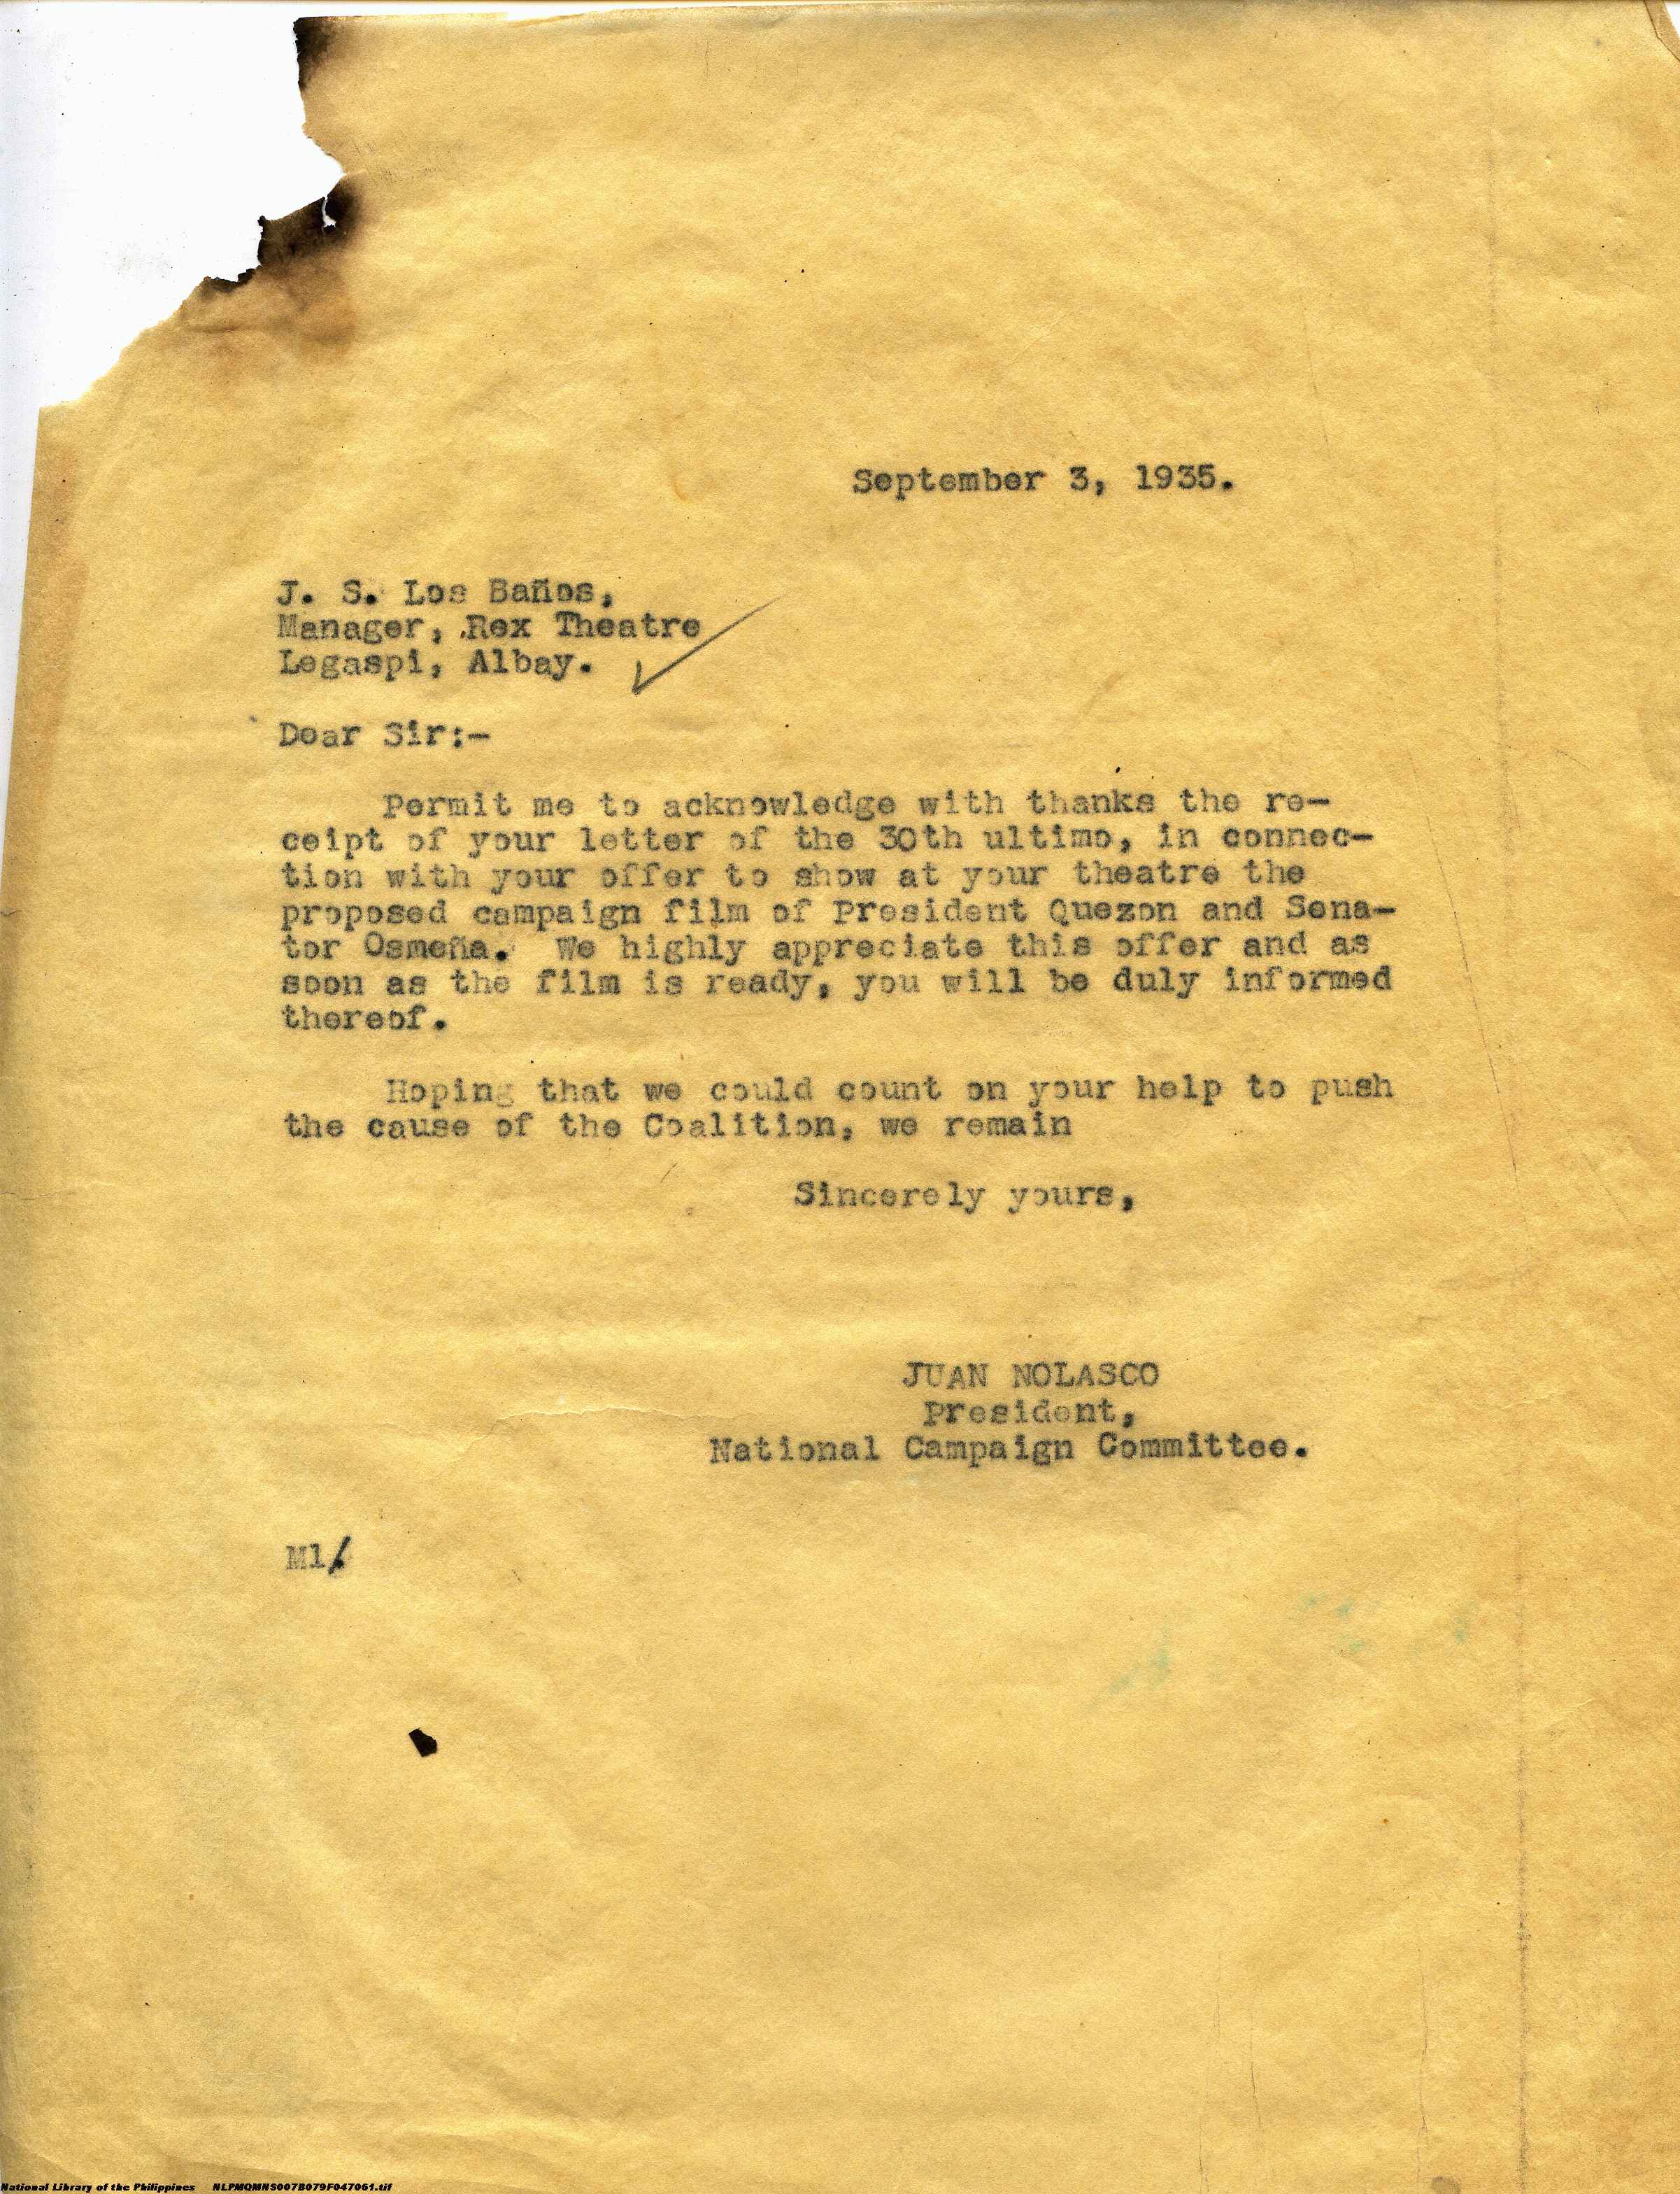 September 3, 1935.
J. S. Los Baños,
Manager, Rex Theatre
Legaspi, Albay.
Dear Sir:-
Permit me to acknowledge with thanks the re-
ceipt of your letter of the 30th ultimo, in connec-
tion with your offer to show at your theatre the
proposed campaign film of President Quezon and Sena-
tor Osmeña. We highly appreciate this offer and as
soon as the film is ready, you will be duly informed
thereof.
Hoping that we could count on your help to push
the cause of the Coalition, we remain
Sincerely yours,
JUAN NOLASCO
President,
National Campaign Committee.
Ml/
National Library of the Philippines NLPMQMNS007B079F047061.tif